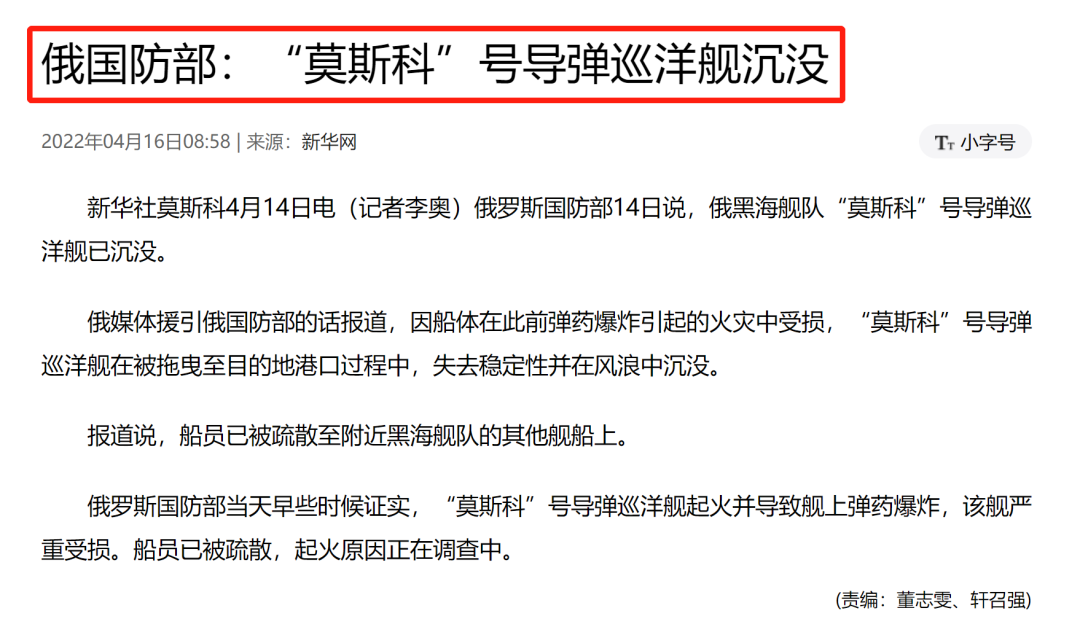 俄国防部：“莫斯科”号导弹巡洋舰沉没
2022年04月16日08:58 | 来源：新华网
TT 小字号
新华社莫斯科4月14日电（记者李奥）俄罗斯国防部14日说，俄黑海舰队“莫斯科”号导弹巡
洋舰已沉没。
俄媒体援引俄国防部的话报道，因船体在此前弹药爆炸引起的火灾中受损，“莫斯科”号导弹
巡洋舰在被拖曳至目的地港口过程中，失去稳定性并在风浪中沉没。
报道说，船员已被疏散至附近黑海舰队的其他舰船上。
俄罗斯国防部当天早些时候证实，“莫斯科”号导弹巡洋舰起火并导致舰上弹药爆炸，该舰严
重受损。船员已被疏散，起火原因正在调查中。
(责编：董志雯、轩召强)